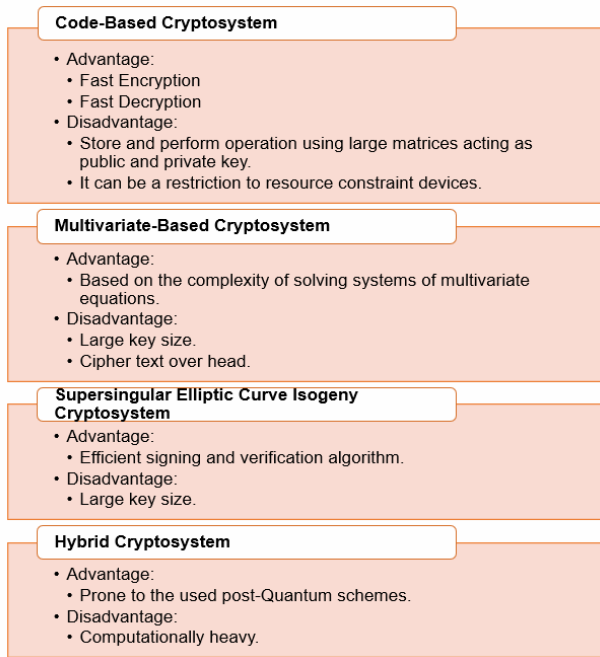 Code-Based Cryptosystem
• Advantage:
• Fast Encryption
• Fast Decryption
• Disadvantage:
• Store and perform operation using large matrices acting as
public and private key.
• It can be a restriction to resource constraint devices.
Multivariate-Based Cryptosystem
• Advantage:
• Based on the complexity of solving systems of multivariate
equations.
• Disadvantage:
• Large key size.
• Cipher text over head.
Supersingular Elliptic Curve Isogeny
Cryptosystem
• Advantage:
• Efficient signing and verification algorithm.
• Disadvantage:
• Large key size.
Hybrid Cryptosystem
• Advantage:
• Prone to the used post-Quantum schemes.
• Disadvantage:
• Computationally heavy.